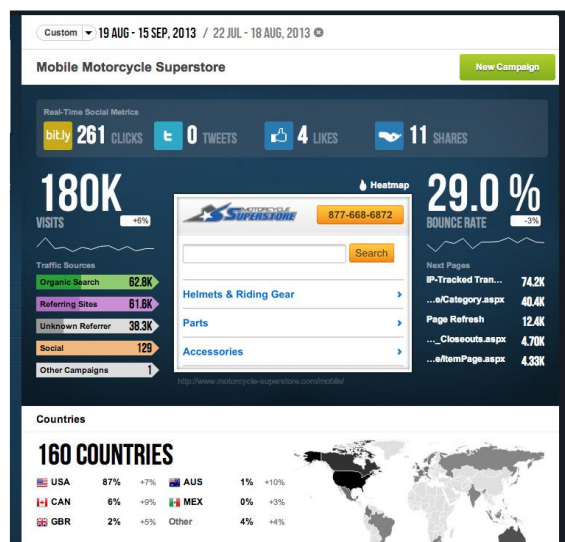 Custom 19 AUG - 15 SEP, 2013 / 22 JUL - 18 AUG, 2013
Mobile Motorcycle Superstore
New Campaign
Real-Time Social Metrics
bitly 261 CLICKS 0 TWEETS 4 LIKES 11 SHARES
180K
VISITS +6%
Traffic Sources
Organic Search 62.8K
Referring Sites 61.6K
Unknown Referrer 38.3K
Social 129
Other Campaigns 1
Heatmap
MOTORCYCLE
SUPERSTORE
877-668-6872
Search
Helmets & Riding Gear
Parts
Accessories
http://www.motorcycle-superstore.com/mobile/
29.0 %
BOUNCE RATE -3%
Next Pages
IP-Tracked Tran... 74.2K
...e/Category.aspx 40.4K
Page Refresh 12.4K
..._Closeouts.aspx 4.70K
...e/ItemPage.aspx 4.33K
Countries
160 COUNTRIES
USA 87% +7% AUS 1% +10%
CAN 6% +9% MEX 0% +3%
GBR 2% +5% Other 4% +4%